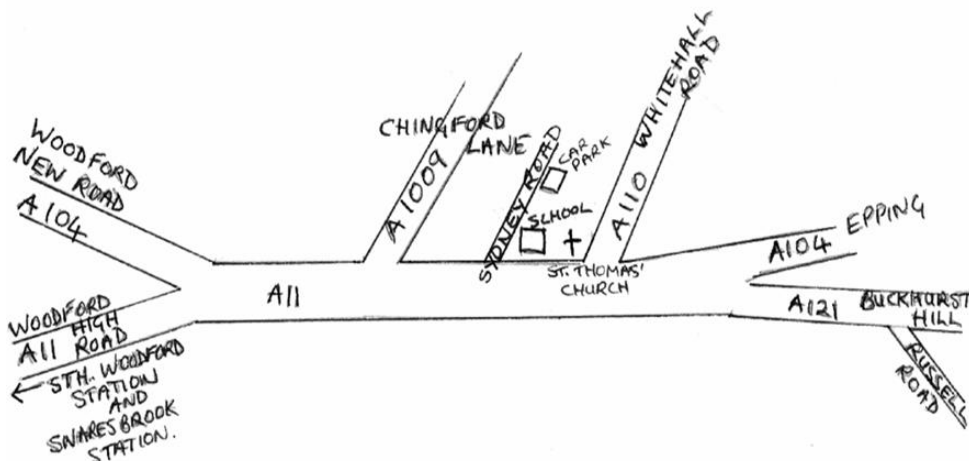 WOODFORD
NEW ROAD
A104
WOODFORD
HIGH
A11 ROAD
STH. WOODFORD
STATION
AND
SNARESBROOK
STATION.
A11
CHINGFORD
LANE
A1009
SYDNEY ROAD
CAR
PARK
SCHOOL
ST. THOMAS'
CHURCH
A110 WHITEHALL
ROAD
A104 EPPING
A121 BUCKHURST
HILL
RUSSELL
ROAD